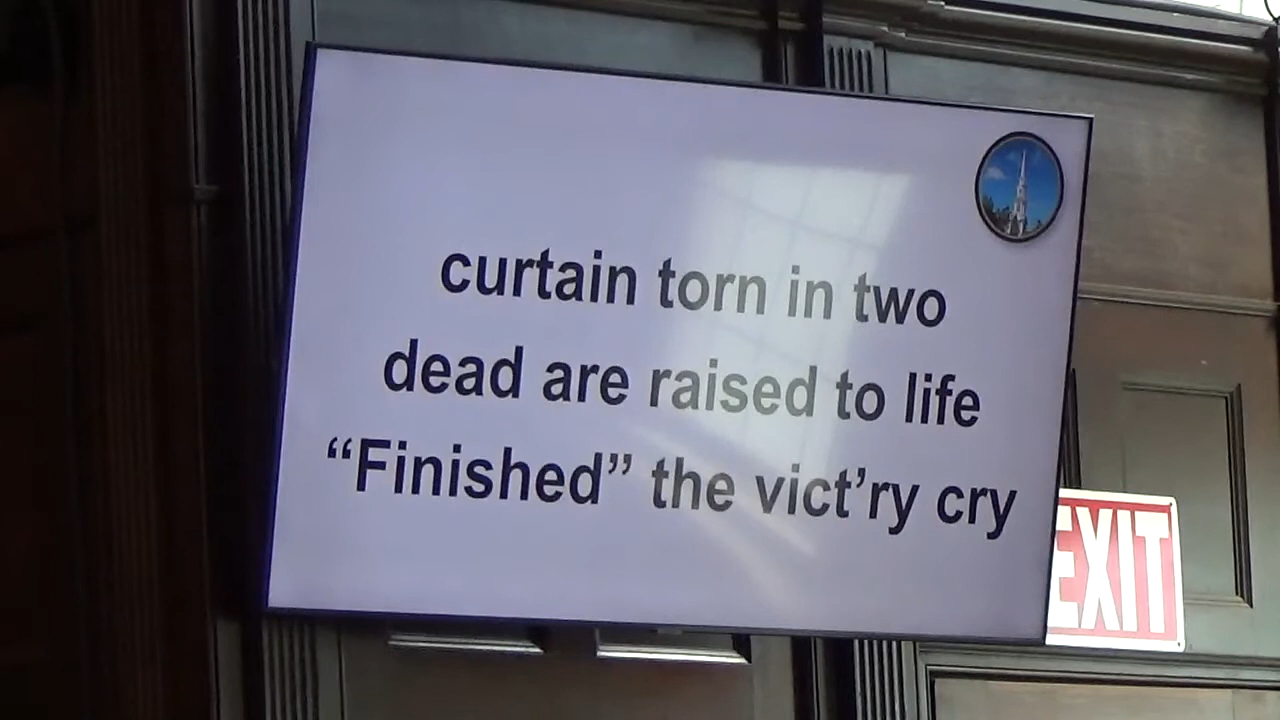 curtain torn in two
dead are raised to life
“Finished” the vict’ry cry
EXIT